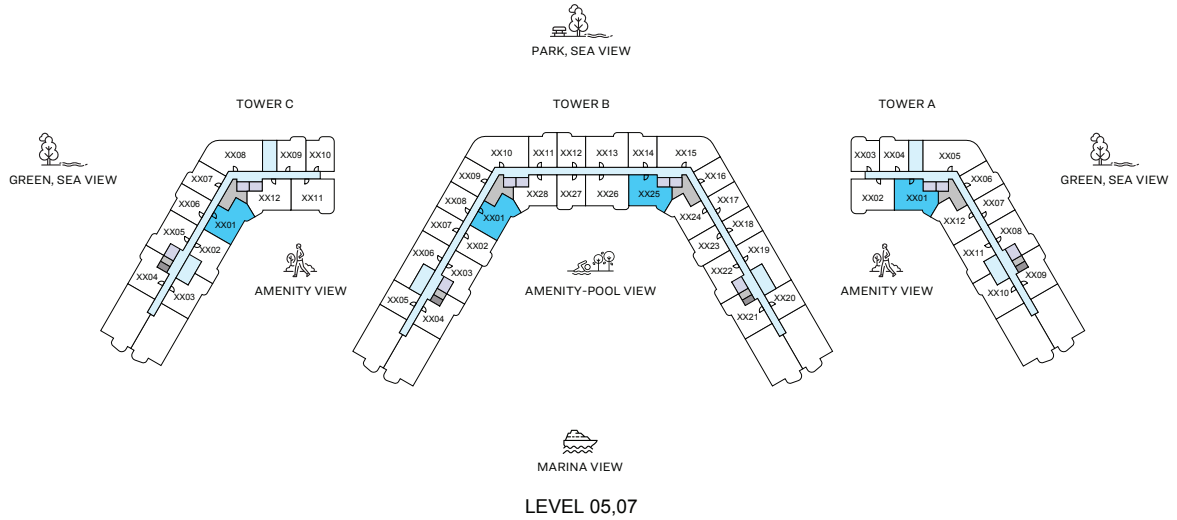 PARK, SEA VIEW
TOWER C
TOWER B
TOWER A
GREEN, SEA VIEW
GREEN, SEA VIEW
XX08
XX09
XX10
XX07
XX06
XX05
XX04
XX01
XX02
XX03
XX12
XX11
XX10
XX11
XX12
XX13
XX14
XX15
XX09
XX08
XX07
XX06
XX05
XX28
XX27
XX26
XX25
XX24
XX01
XX02
XX03
XX04
XX16
XX17
XX18
XX19
XX20
XX23
XX22
XX21
XX03
XX04
XX05
XX02
XX01
XX06
XX07
XX08
XX09
XX12
XX11
XX10
AMENITY VIEW
AMENITY-POOL VIEW
AMENITY VIEW
MARINA VIEW
LEVEL 05,07